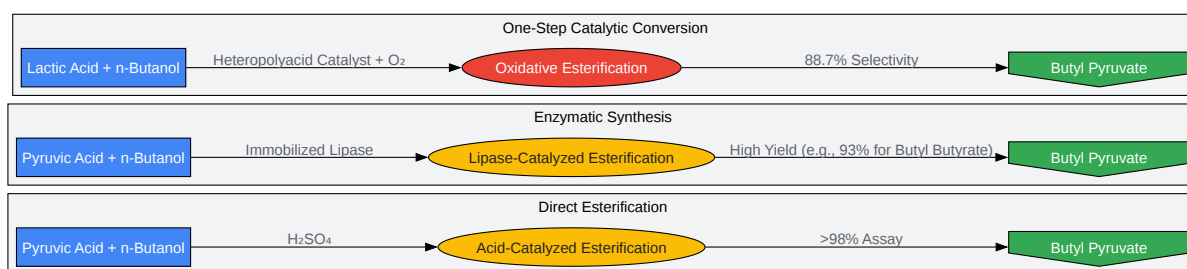 One-Step Catalytic Conversion
Lactic Acid + n-Butanol
Heteropolyacid Catalyst + O₂
Oxidative Esterification
88.7% Selectivity
Butyl Pyruvate
Enzymatic Synthesis
Pyruvic Acid + n-Butanol
Immobilized Lipase
Lipase-Catalyzed Esterification
High Yield (e.g., 93% for Butyl Butyrate)
Butyl Pyruvate
Direct Esterification
Pyruvic Acid + n-Butanol
H₂SO₄
Acid-Catalyzed Esterification
>98% Assay
Butyl Pyruvate